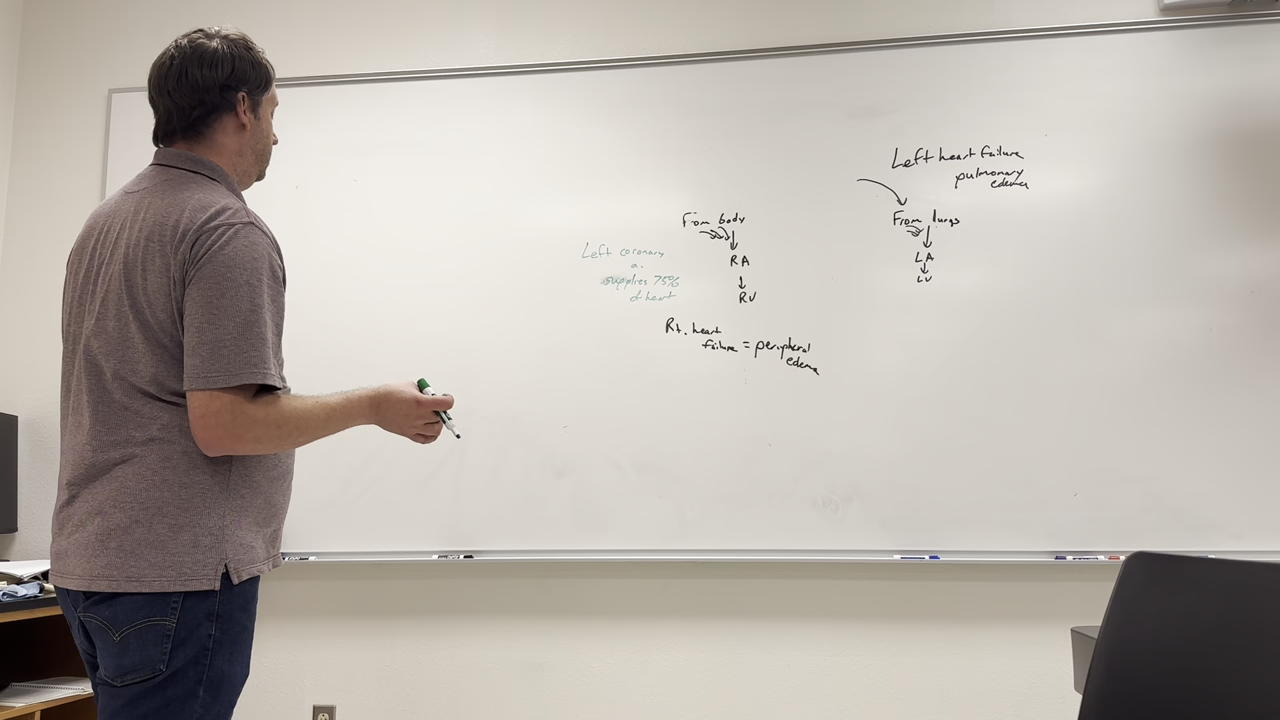 Left heart failure
pulmonary
edema
From body
RA
RV
From lungs
LA
LV
Left coronary
a.
supplies 75%
of heart
Rt. heart
failure = peripheral
edema